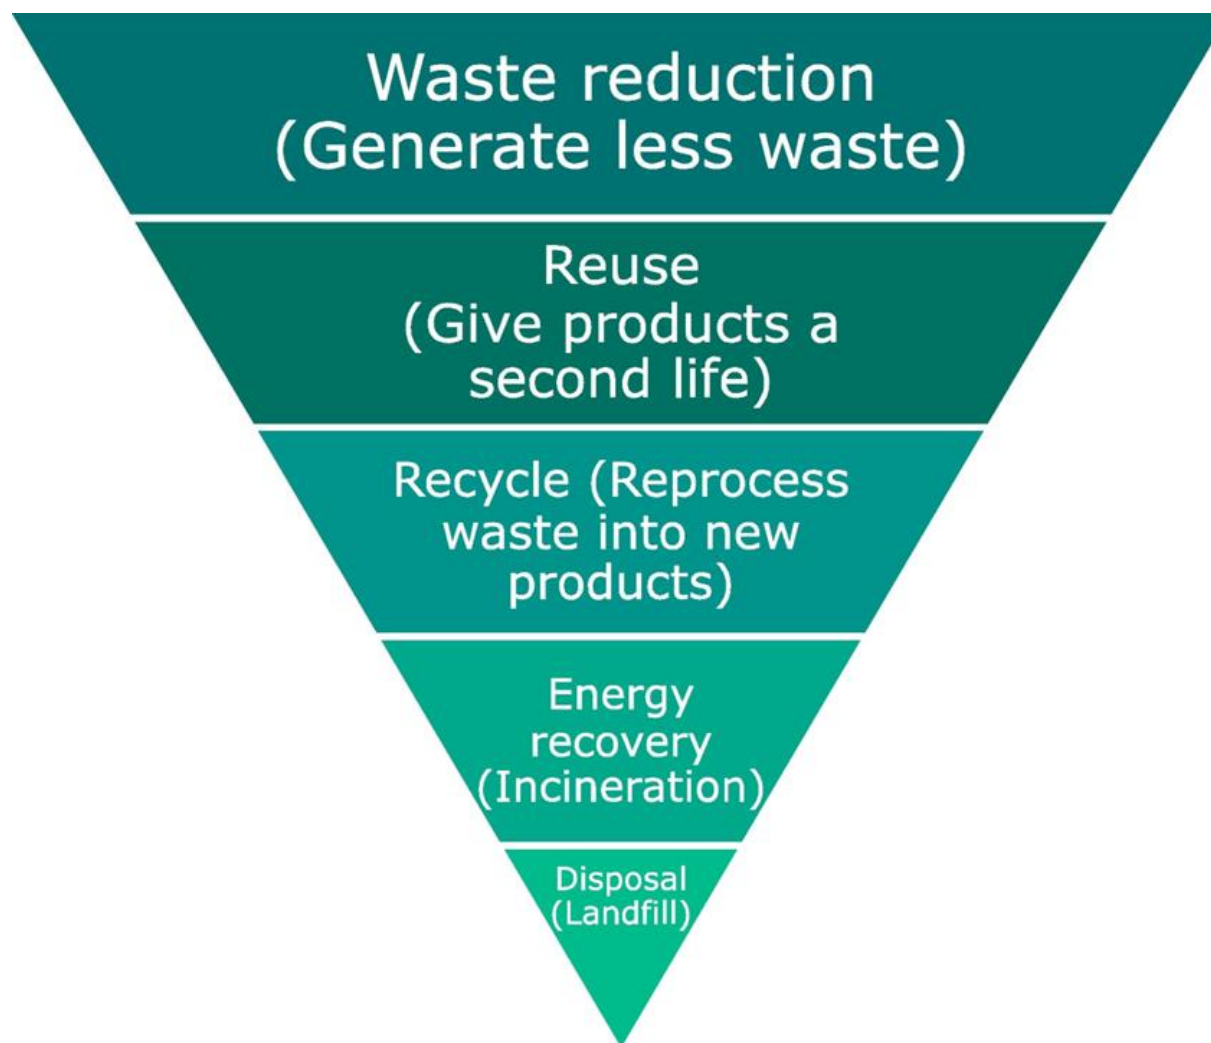 Waste reduction
(Generate less waste)
Reuse
(Give products a
second life)
Recycle (Reprocess
waste into new
products)
Energy
recovery
(Incineration)
Disposal
(Landfill)